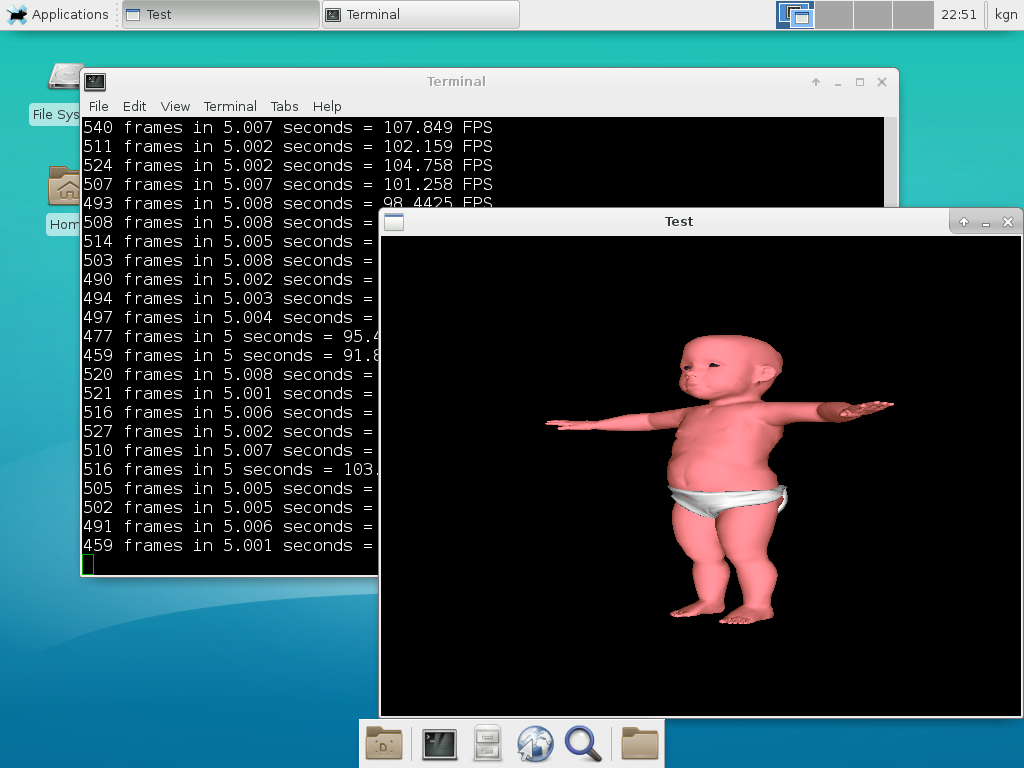 Applications
Test
Terminal
22:51
kgn
File Sys
Hom
Terminal
File Edit View Terminal Tabs Help
540 frames in 5.007 seconds = 107.849 FPS
511 frames in 5.002 seconds = 102.159 FPS
524 frames in 5.002 seconds = 104.758 FPS
507 frames in 5.007 seconds = 101.258 FPS
493 frames in 5.008 seconds = 98.4425 FPS
508 frames in 5.008 seconds =
514 frames in 5.005 seconds =
503 frames in 5.008 seconds =
490 frames in 5.002 seconds =
494 frames in 5.003 seconds =
497 frames in 5.004 seconds =
477 frames in 5 seconds = 95.4
459 frames in 5 seconds = 91.8
520 frames in 5.008 seconds =
521 frames in 5.001 seconds =
516 frames in 5.006 seconds =
527 frames in 5.002 seconds =
510 frames in 5.007 seconds =
516 frames in 5 seconds = 103.
505 frames in 5.005 seconds =
502 frames in 5.005 seconds =
491 frames in 5.006 seconds =
459 frames in 5.001 seconds =
Test
D